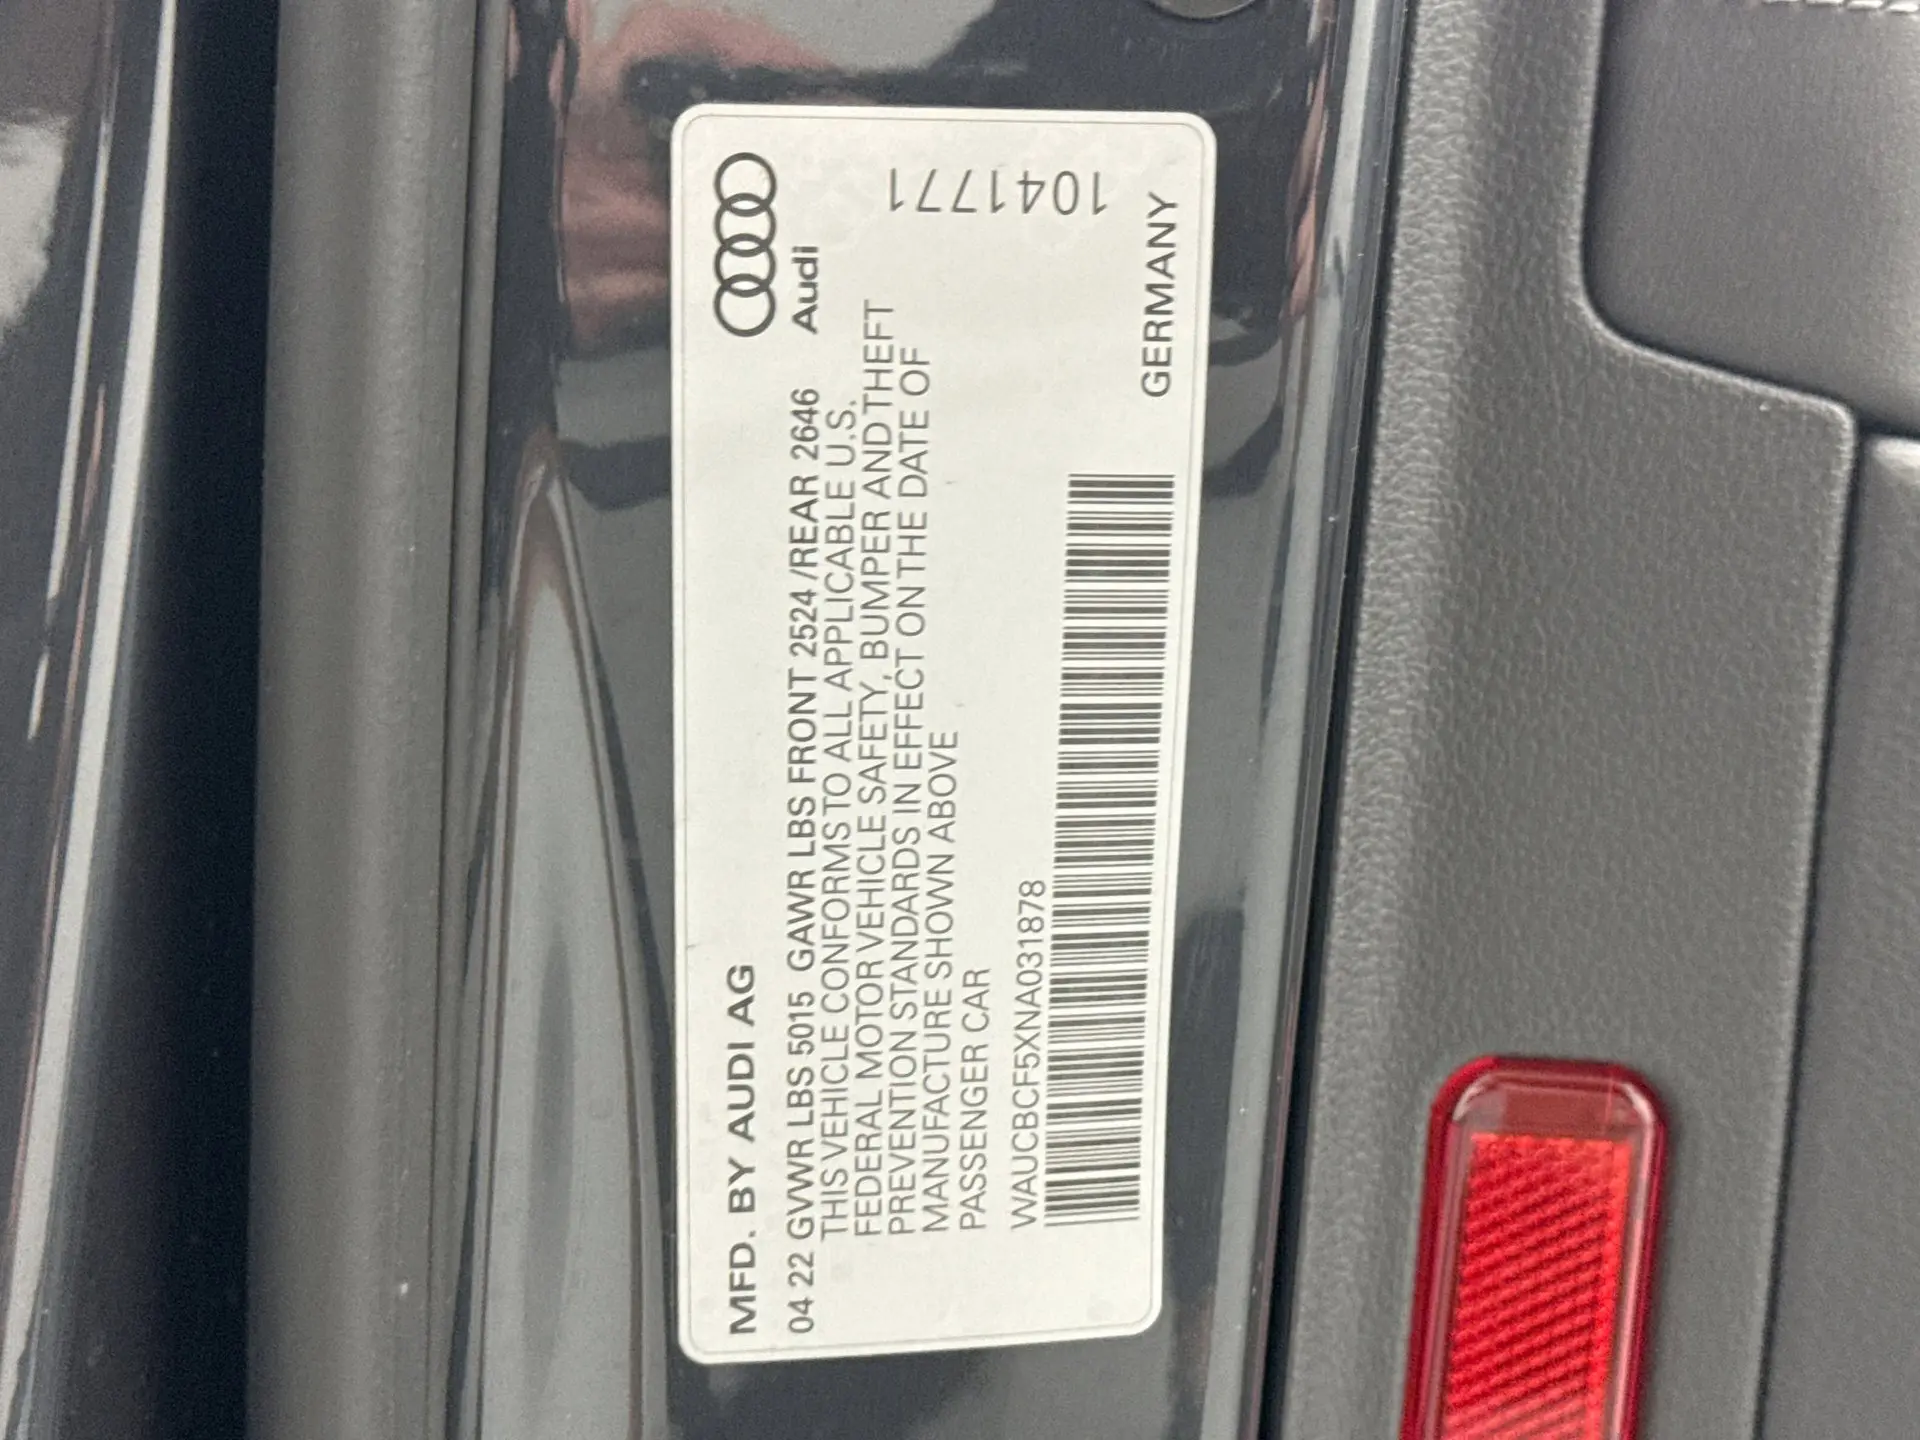 MFD. BY AUDI AG
Audi
04 22 GVWR LBS 5015 GAWR LBS FRONT 2524 /REAR 2646
THIS VEHICLE CONFORMS TO ALL APPLICABLE U.S.
FEDERAL MOTOR VEHICLE SAFETY, BUMPER AND THEFT
PREVENTION STANDARDS IN EFFECT ON THE DATE OF
MANUFACTURE SHOWN ABOVE
PASSENGER CAR
WAUCBCF5XNA031878
1041771
GERMANY